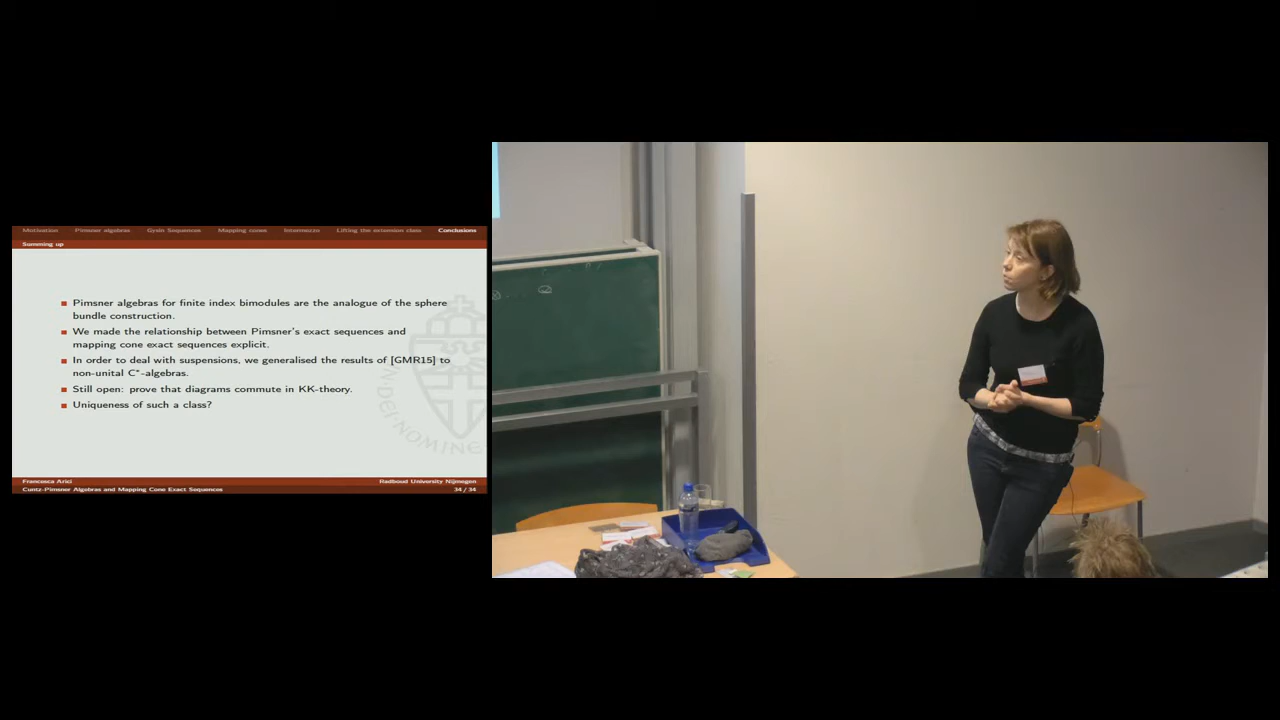 Motivation Pimsner algebras Gysin Sequences Mapping cones Intermezzo Lifting the extension class Conclusions
Summing up
Pimsner algebras for finite index bimodules are the analogue of the sphere
bundle construction.
We made the relationship between Pimsner's exact sequences and
mapping cone exact sequences explicit.
In order to deal with suspensions, we generalised the results of [GMR15] to
non-unital C*-algebras.
Still open: prove that diagrams commute in KK-theory.
Uniqueness of such a class?
IN DEI NOMINE
Francesca Arici Radboud University Nijmegen
Cuntz-Pimsner Algebras and Mapping Cone Exact Sequences 34 / 34